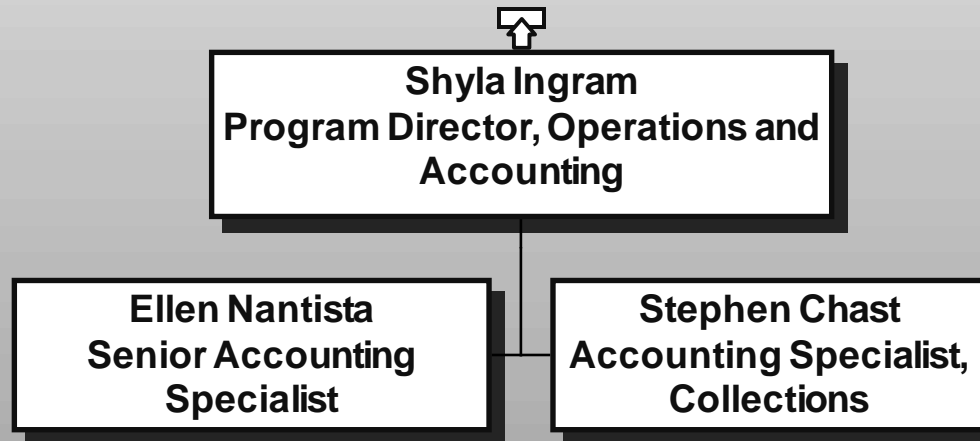 Shyla Ingram
Program Director, Operations and
Accounting
Ellen Nantista
Senior Accounting
Specialist
Stephen Chast
Accounting Specialist,
Collections